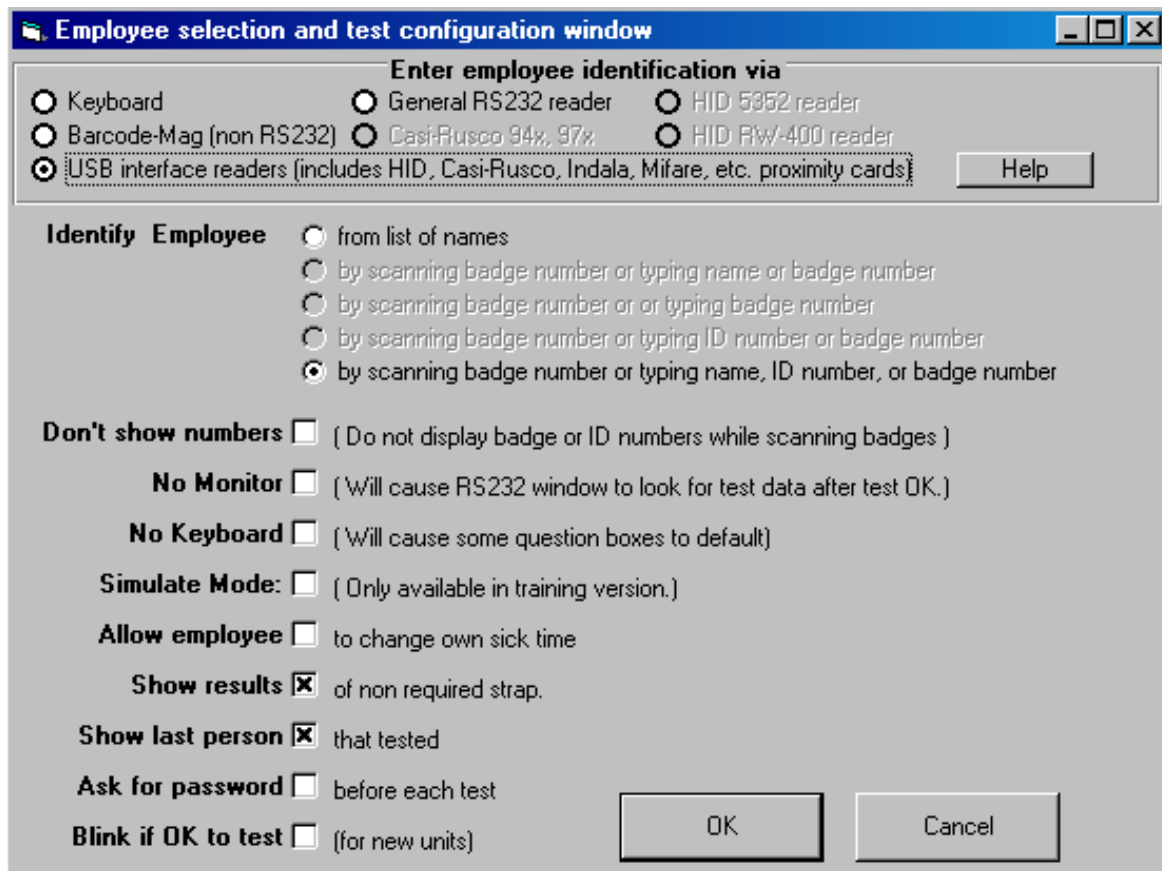 Employee selection and test configuration window
Enter employee identification via
Keyboard General RS232 reader HID 5352 reader
Barcode-Mag (non RS232) Casi-Rusco 94x, 97x HID RW-400 reader
USB interface readers (includes HID, Casi-Rusco, Indala, Mifare, etc. proximity cards) Help
Identify Employee from list of names
by scanning badge number or typing name or badge number
by scanning badge number or or typing badge number
by scanning badge number or typing ID number or badge number
by scanning badge number or typing name, ID number, or badge number
Don't show numbers ( Do not display badge or ID numbers while scanning badges )
No Monitor ( Will cause RS232 window to look for test data after test OK.)
No Keyboard ( Will cause some question boxes to default)
Simulate Mode: ( Only available in training version.)
Allow employee to change own sick time
Show results of non required strap.
Show last person that tested
Ask for password before each test
Blink if OK to test (for new units)
OK Cancel